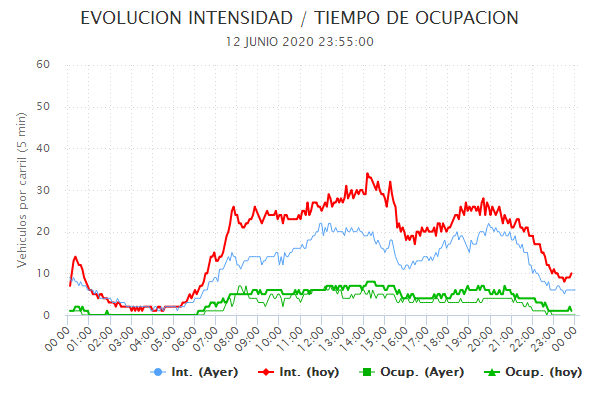 EVOLUCION INTENSIDAD / TIEMPO DE OCUPACION
12 JUNIO 2020 23:55:00
Vehículos por carril (5 min)
60
50
40
30
20
10
0
00:00 01:00 02:00 03:00 04:00 05:00 06:00 07:00 08:00 09:00 10:00 11:00 12:00 13:00 14:00 15:00 16:00 17:00 18:00 19:00 20:00 21:00 22:00 23:00 00:00
Int. (Ayer) Int. (hoy) Ocup. (Ayer) Ocup. (hoy)